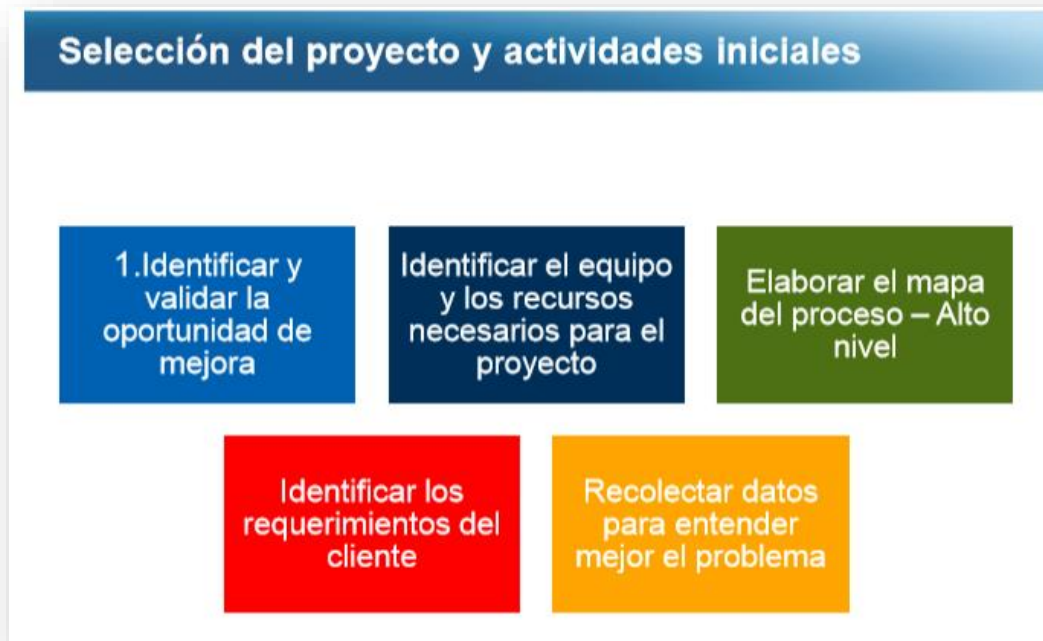 Selección del proyecto y actividades iniciales
1.Identificar y
validar la
oportunidad de
mejora
Identificar el equipo
y los recursos
necesarios para el
proyecto
Elaborar el mapa
del proceso – Alto
nivel
Identificar los
requerimientos del
cliente
Recolectar datos
para entender
mejor el problema